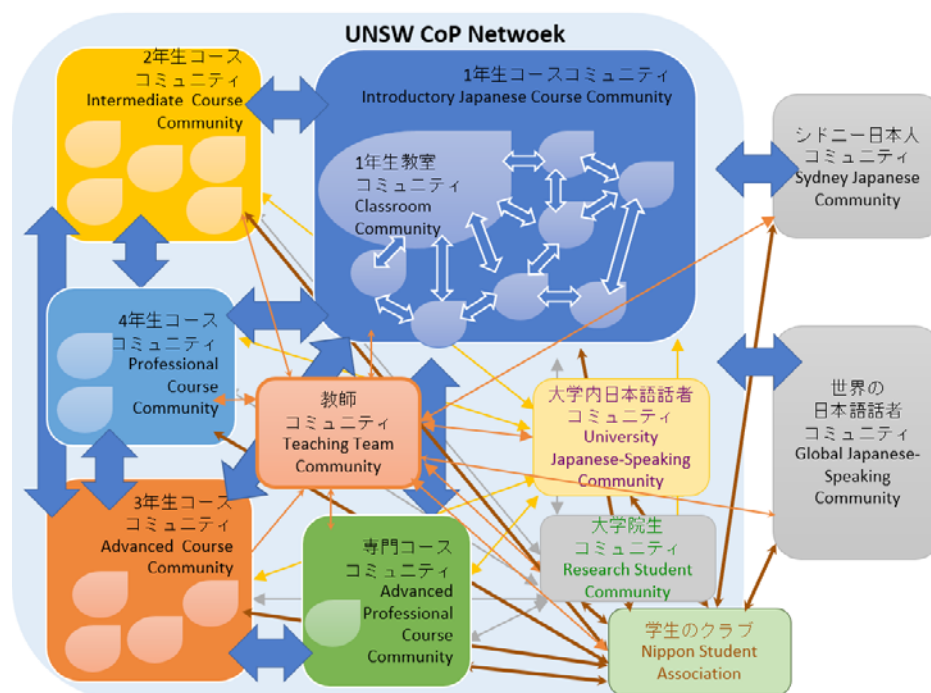 UNSW CoP Netwoek
2年生コース
コミュニティ
Intermediate Course
Community
1年生コースコミュニティ
Introductory Japanese Course Community
1年生教室
コミュニティ
Classroom
Community
シドニー日本人
コミュニティ
Sydney Japanese
Community
4年生コース
コミュニティ
Professional
Course
Community
教師
コミュニティ
Teaching Team
Community
大学内日本語話者
コミュニティ
University
Japanese-Speaking
Community
世界の
日本語話者
コミュニティ
Global Japanese-
Speaking
Community
3年生コース
コミュニティ
Advanced Course
Community
専門コース
コミュニティ
Advanced
Professional
Course
Community
大学院生
コミュニティ
Research Student
Community
学生のクラブ
Nippon Student
Association